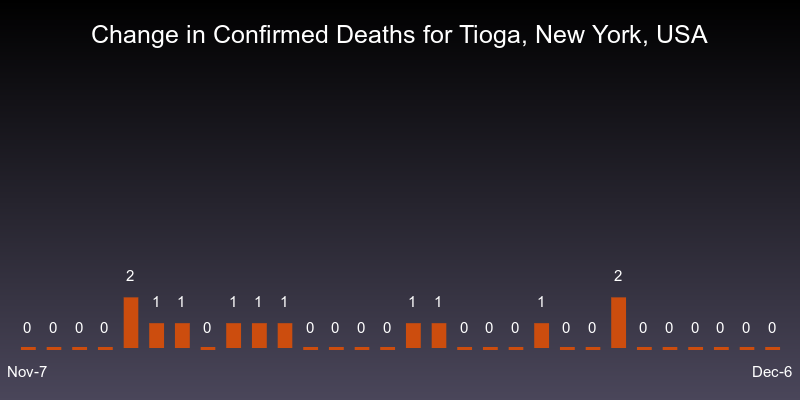 Change in Confirmed Deaths for Tioga, New York, USA
0 0 0 0 2 1 1 0 1 1 1 0 0 0 0 1 1 0 0 0 1 0 0 2 0 0 0 0 0 0
Nov-7 Dec-6